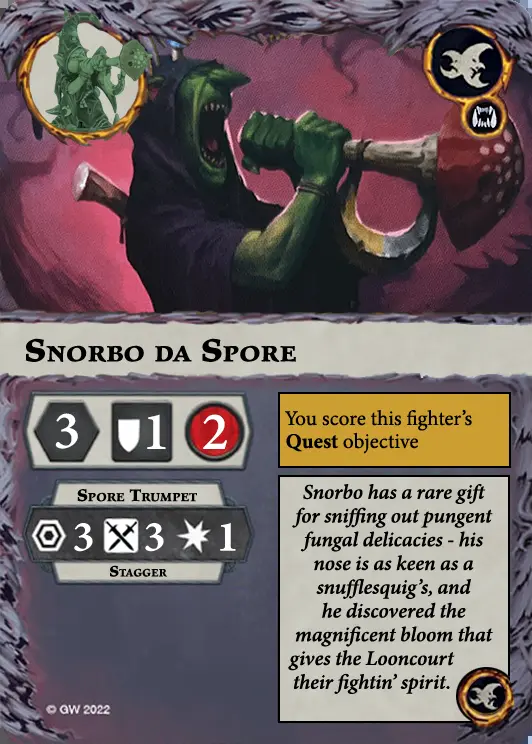 Snorbo da Spore
3 1 2
You score this fighter's
Quest objective
Spore Trumpet
3 3 1
Stagger
Snorbo has a rare gift
for sniffing out pungent
fungal delicacies - his
nose is as keen as a
snufflesquig's, and
he discovered the
magnificent bloom that
gives the Looncourt
their fightin' spirit.
© GW 2022